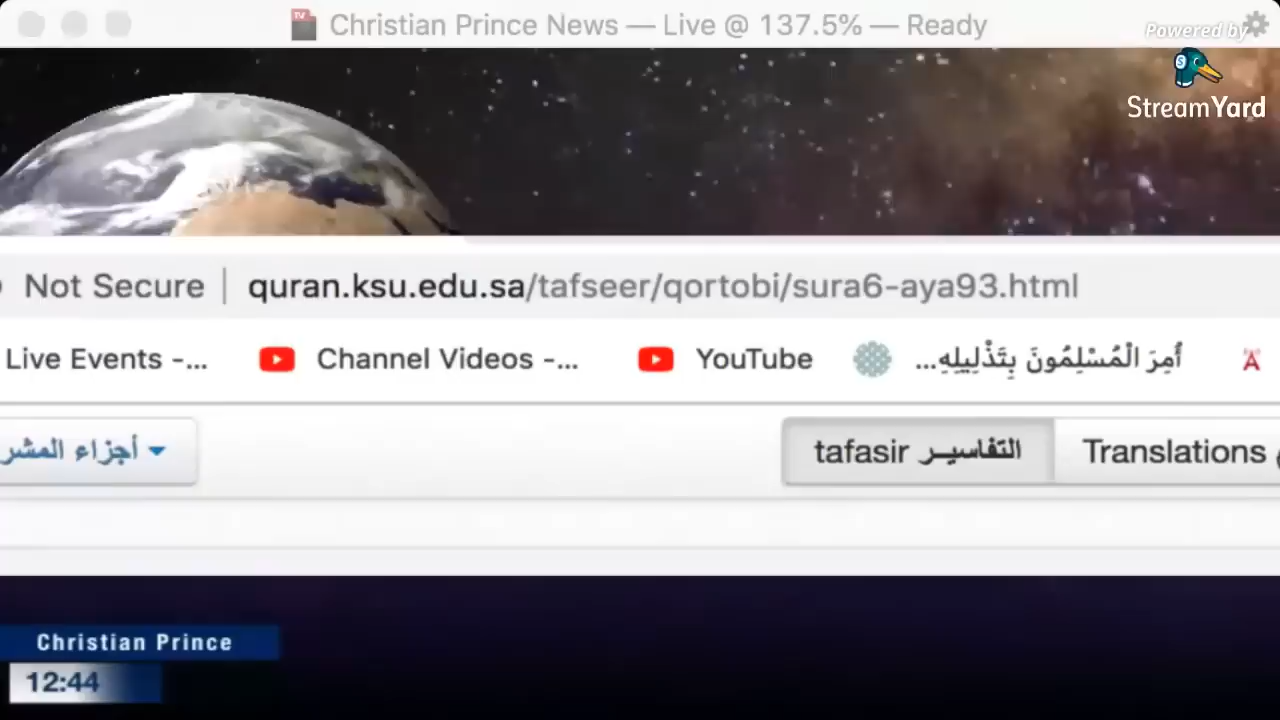 Christian Prince News — Live @ 137.5% — Ready
Powered by
StreamYard
Not Secure | quran.ksu.edu.sa/tafseer/qortobi/sura6-aya93.html
Live Events -... Channel Videos -... YouTube أُمِرَ الْمُسْلِمُونَ بِتَذْلِيلِهِ...
أجزاء المشر tafasir التفاسيـر Translations
Christian Prince
12:44